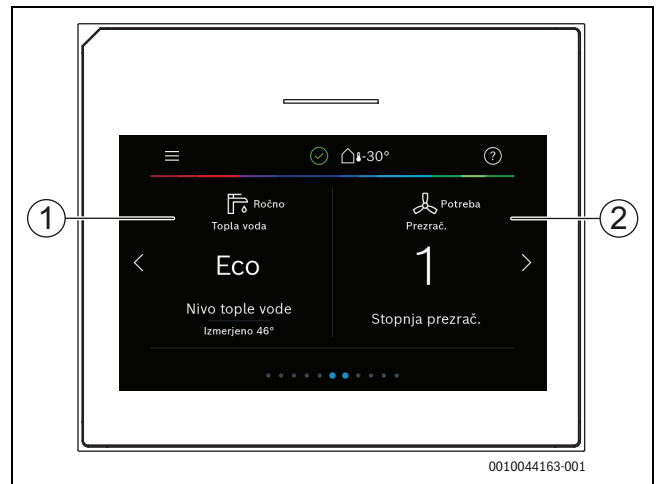 -30°
?
Ročno
Topla voda
Eco
Nivo tople vode
Izmerjeno 46°
Potreba
Prezrač.
1
Stopnja prezrač.
1
2
0010044163-001